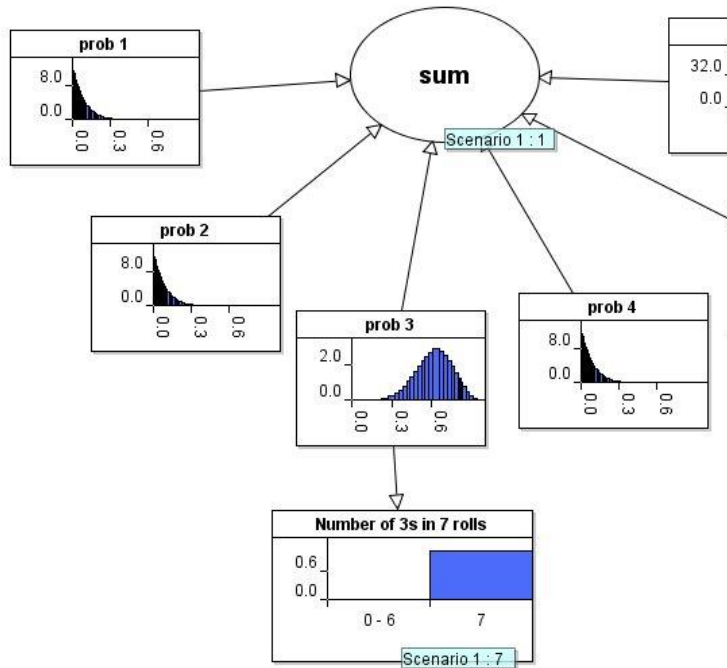 prob 1
8.0
0.0
0.0 0.3 0.6
sum
Scenario 1 : 1
32.0
0.0
prob 2
8.0
0.0
0.0 0.3 0.6
prob 3
2.0
0.0
0.0 0.3 0.6
prob 4
8.0
0.0
0.0 0.3 0.6
Number of 3s in 7 rolls
0.6
0.0
0 - 6 7
Scenario 1 : 7